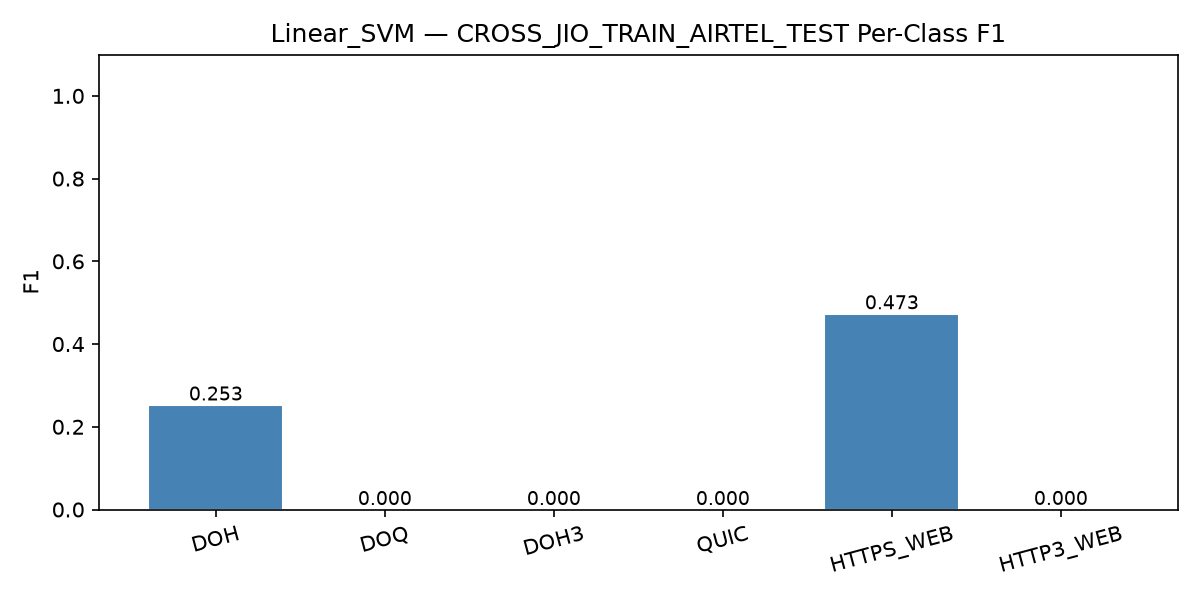 Linear_SVM — CROSS_JIO_TRAIN_AIRTEL_TEST Per-Class F1
1.0
0.8
0.6
0.4
0.2
0.0
F1
0.253
0.000
0.000
0.000
0.473
0.000
DOH
DOQ
DOH3
QUIC
HTTPS_WEB
HTTP3_WEB